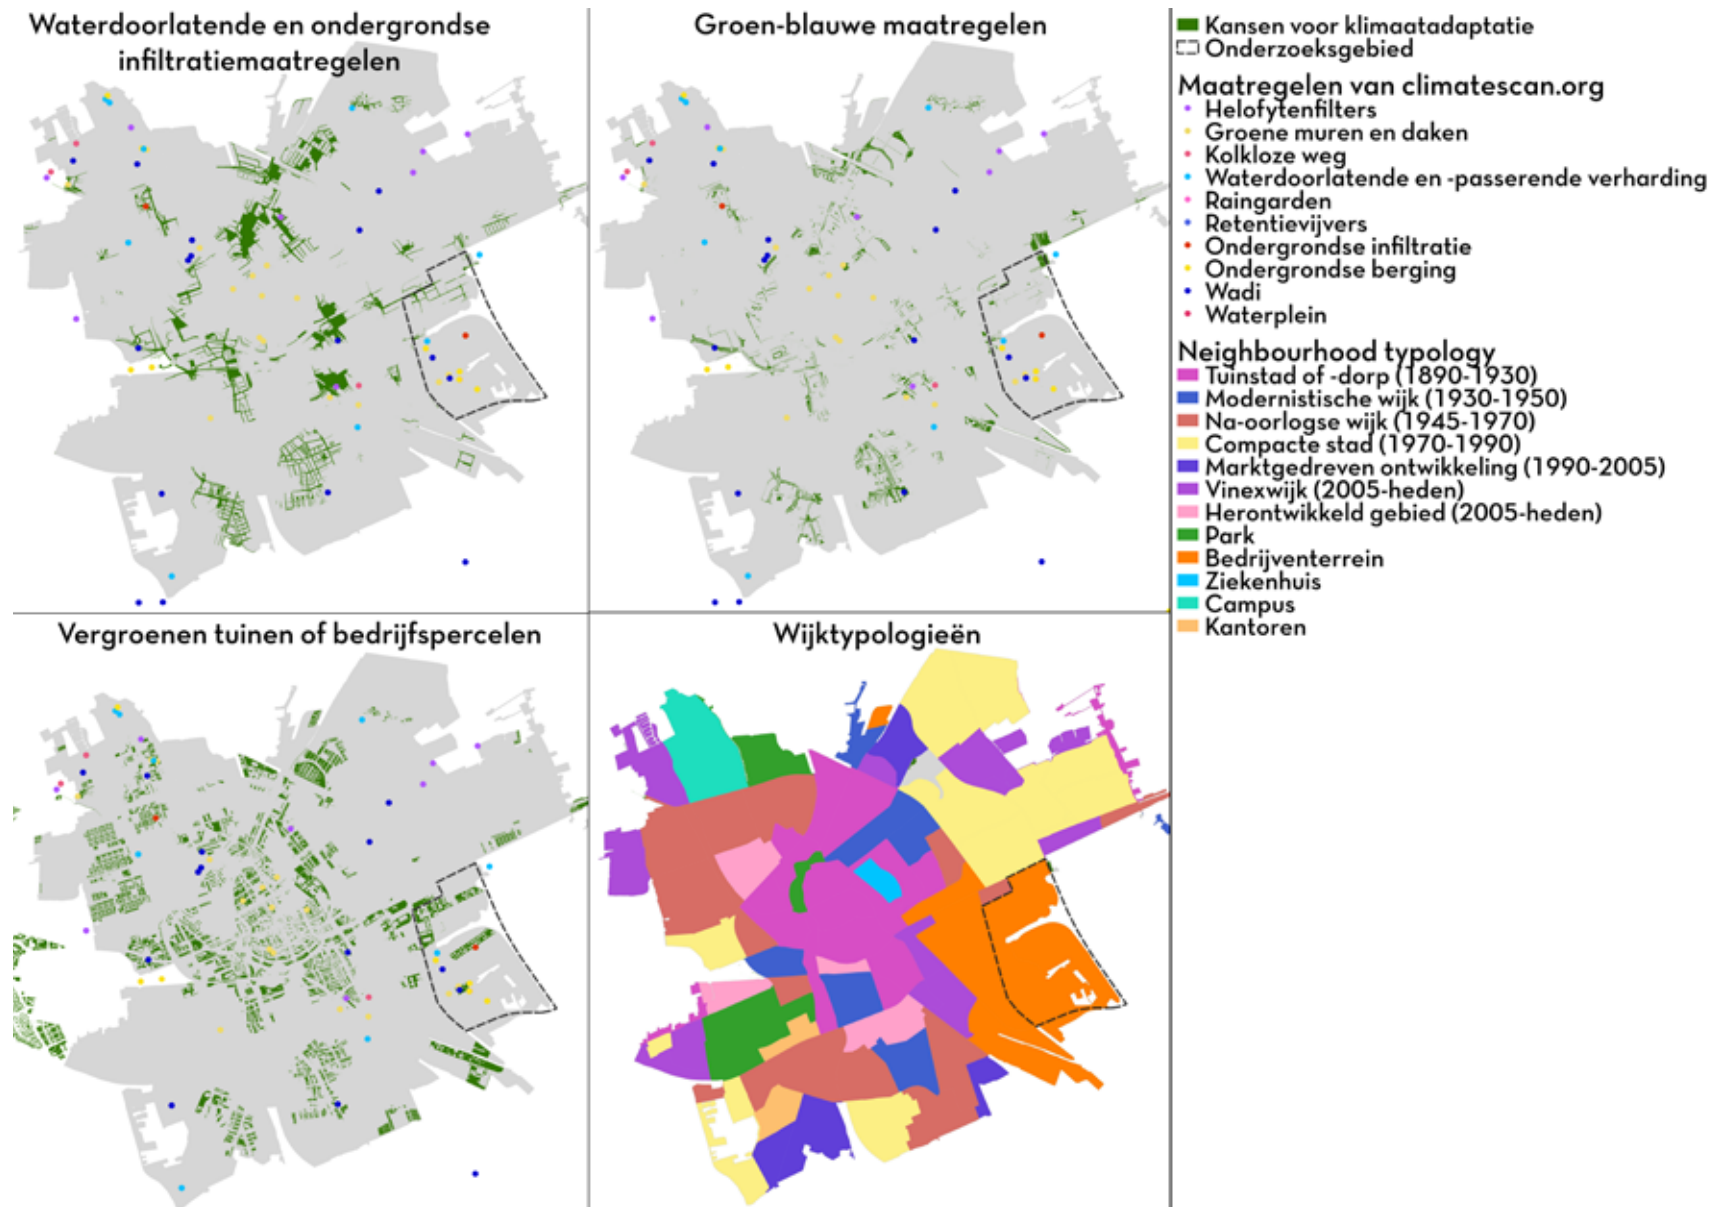 Waterdoorlatende en ondergrondse
infiltratiemaatregelen
Groen-blauwe maatregelen
Vergroenen tuinen of bedrijfspercelen
Wijktypologieën
Kansen voor klimaatadaptatie
Onderzoeksgebied
Maatregelen van climatescan.org
Helofytenfilters
Groene muren en daken
Kolkloze weg
Waterdoorlatende en -passerende verharding
Raingarden
Retentievijvers
Ondergrondse infiltratie
Ondergrondse berging
Wadi
Waterplein
Neighbourhood typology
Tuinstad of -dorp (1890-1930)
Modernistische wijk (1930-1950)
Na-oorlogse wijk (1945-1970)
Compacte stad (1970-1990)
Marktgedreven ontwikkeling (1990-2005)
Vinexwijk (2005-heden)
Herontwikkeld gebied (2005-heden)
Park
Bedrijventerrein
Ziekenhuis
Campus
Kantoren